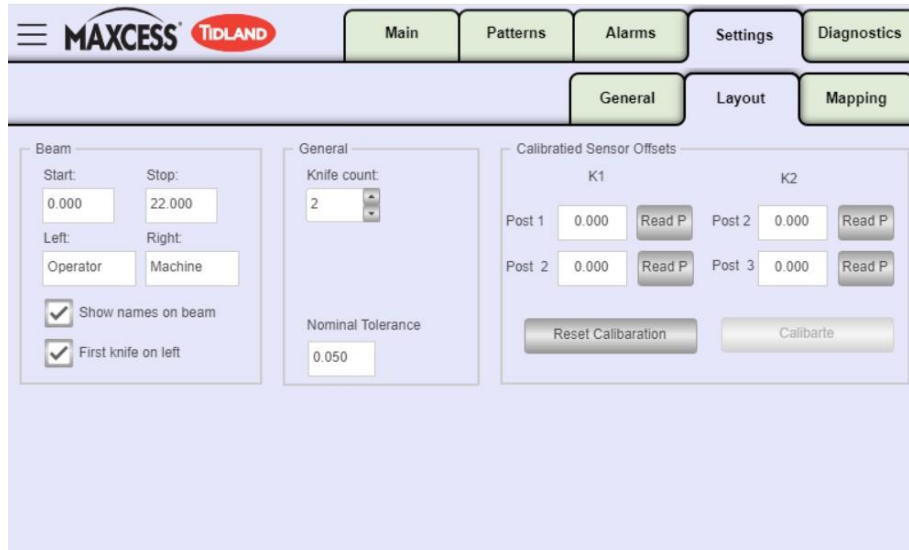 MAXCESS TIDLAND Main Patterns Alarms Settings Diagnostics
General Layout Mapping
Beam General Calibratied Sensor Offsets
Start: Stop: Knife count: K1 K2
0.000 22.000 2 Post 1 0.000 Read P Post 2 0.000 Read P
Left: Right:
Operator Machine Post 2 0.000 Read P Post 3 0.000 Read P
Show names on beam Nominal Tolerance Reset Calibaration Calibarte
First knife on left 0.050